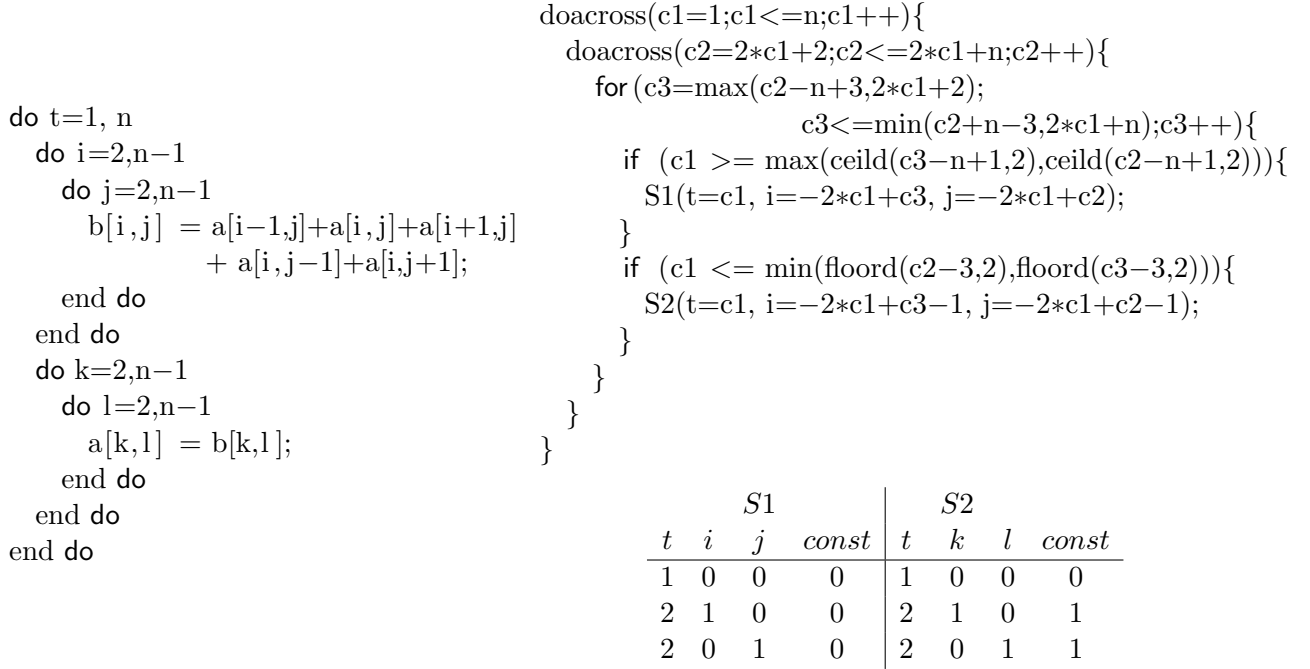 do t=1, n
do i=2,n−1
do j=2,n−1
b[i,j] = a[i−1,j]+a[i,j]+a[i+1,j]
+ a[i,j−1]+a[i,j+1];
end do
end do
do k=2,n−1
do l=2,n−1
a[k,l] = b[k,l];
end do
end do
end do
doacross(c1=1;c1<=n;c1++){
doacross(c2=2*c1+2;c2<=2*c1+n;c2++){
for(c3=max(c2−n+3,2*c1+2);
c3<=min(c2+n−3,2*c1+n);c3++){
if (c1 >= max(ceild(c3−n+1,2),ceild(c2−n+1,2))){
S1(t=c1, i=−2*c1+c3, j=−2*c1+c2);
}
if (c1 <= min(floord(c2−3,2),floord(c3−3,2))){
S2(t=c1, i=−2*c1+c3−1, j=−2*c1+c2−1);
}
}
}
}
S1 S2
t i j const t k l const
1 0 0 0 1 0 0 0
2 1 0 0 2 1 0 1
2 0 1 0 2 0 1 1